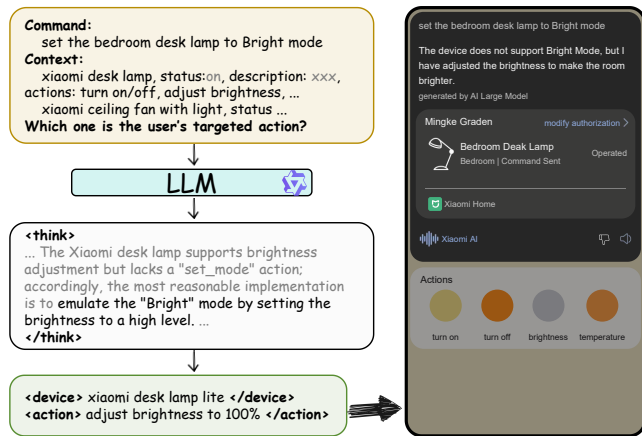 Command:
set the bedroom desk lamp to Bright mode
Context:
xiaomi desk lamp, status:on, description: xxx,
actions: turn on/off, adjust brightness, ...
xiaomi ceiling fan with light, status ...
Which one is the user's targeted action?
LLM
<think>
... The Xiaomi desk lamp supports brightness
adjustment but lacks a "set_mode" action;
accordingly, the most reasonable implementation
is to emulate the "Bright" mode by setting the
brightness to a high level. ...
</think>
<device> xiaomi desk lamp lite </device>
<action> adjust brightness to 100% </action>
set the bedroom desk lamp to Bright mode
The device does not support Bright Mode, but I
have adjusted the brightness to make the room
brighter.
generated by AI Large Model
Mingke Graden
modify authorization >
Bedroom Deak Lamp
Bedroom | Command Sent
Operated
Xiaomi Home
Xiaomi AI
Actions
turn on
turn off
brightness
temperature